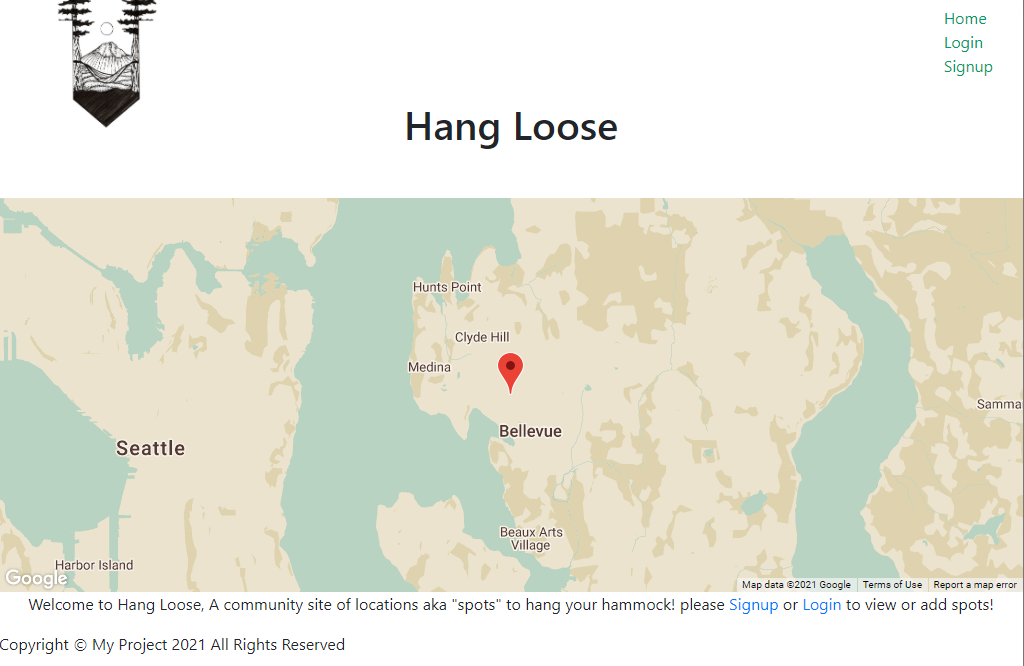 Home
Login
Signup
Hang Loose
Hunts Point
Clyde Hill
Medina
Samma
Bellevue
Seattle
Beaux Arts
Village
Harbor Island
Google
Map data ©2021 Google
Terms of Use
Report a map error
Welcome to Hang Loose, A community site of locations aka "spots" to hang your hammock! please Signup or Login to view or add spots!
Copyright © My Project 2021 All Rights Reserved